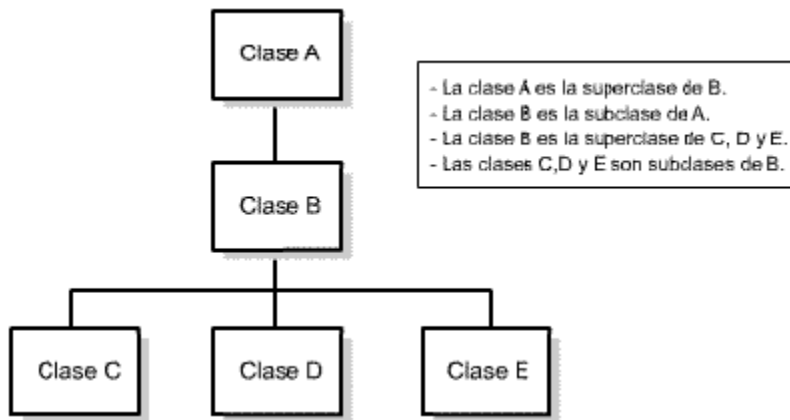 Clase A
- La clase A es la superclase de B.
- La clase B es la subclase de A.
- La clase B es la superclase de C, D y E.
- Las clases C,D y E son subclases de B.
Clase B
Clase C
Clase D
Clase E